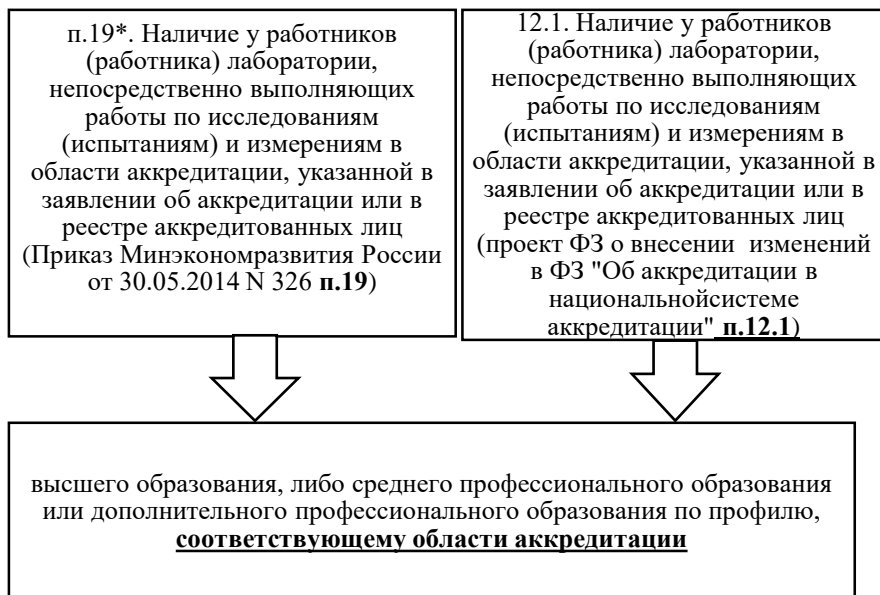 п.19*. Наличие у работников
(работника) лаборатории,
непосредственно выполняющих
работы по исследованиям
(испытаниям) и измерениям в
области аккредитации, указанной в
заявлении об аккредитации или в
реестре аккредитованных лиц
(Приказ Минэкономразвития России
от 30.05.2014 N 326 п.19)
12.1. Наличие у работников
(работника) лаборатории,
непосредственно выполняющих
работы по исследованиям
(испытаниям) и измерениям в
области аккредитации, указанной в
заявлении об аккредитации или в
реестре аккредитованных лиц
(проект ФЗ о внесении изменений
в ФЗ "Об аккредитации в
национальнойсистеме
аккредитации" п.12.1)
высшего образования, либо среднего профессионального образования
или дополнительного профессионального образования по профилю,
соответствующему области аккредитации